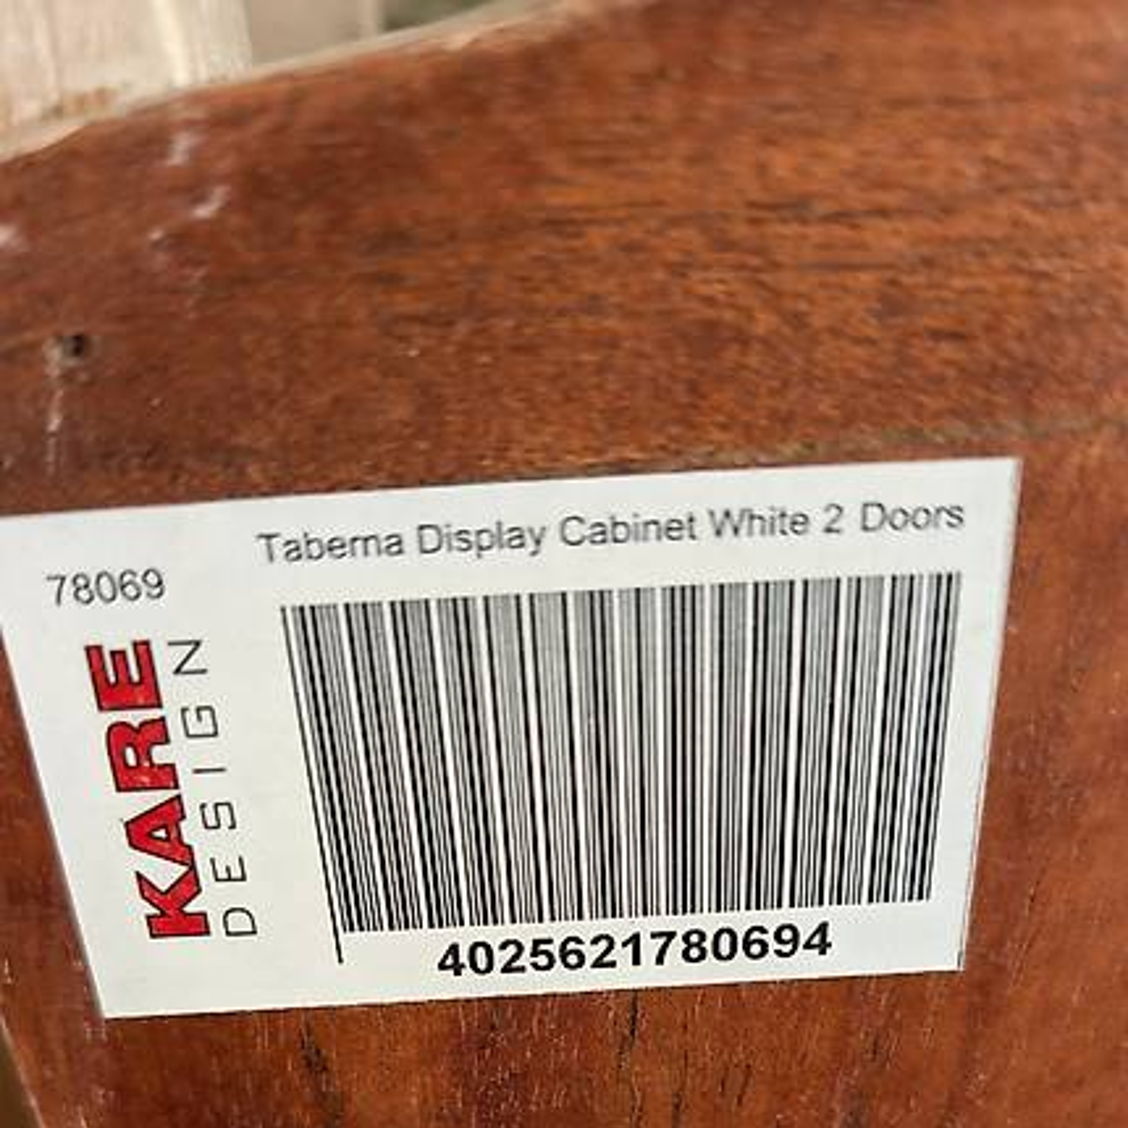 Taberna Display Cabinet White 2 Doors
78069
KARE
DESIGN
4025621780694